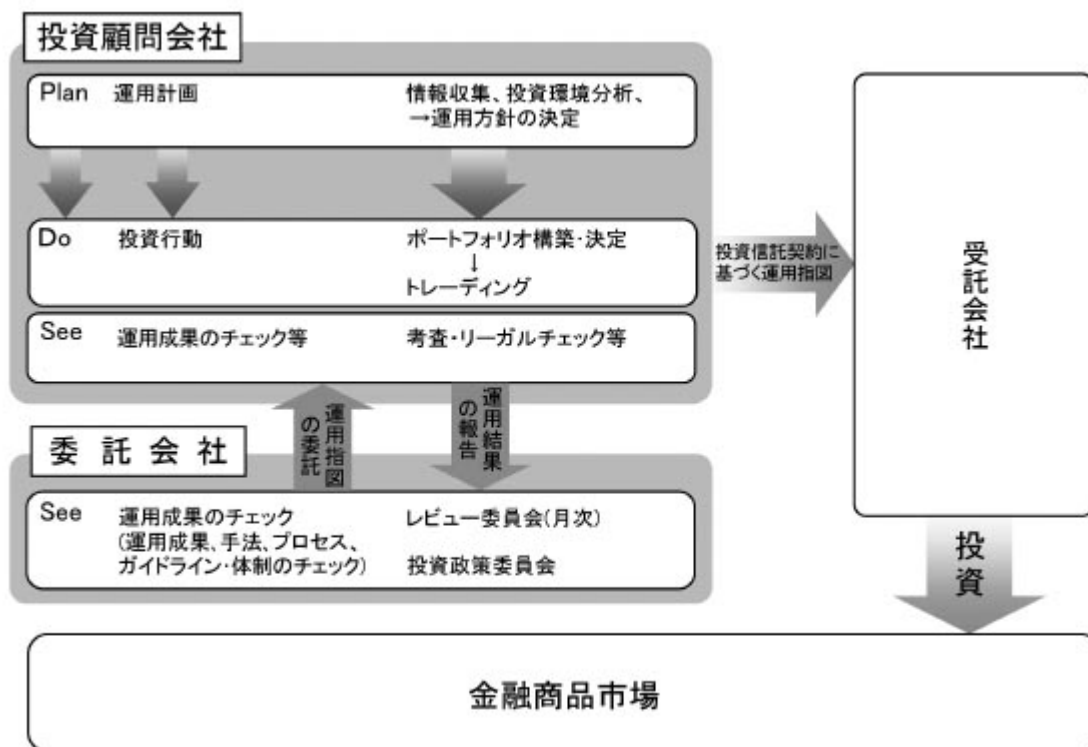 投資顧問会社
Plan 運用計画 情報収集、投資環境分析、
→運用方針の決定
Do 投資行動 ポートフォリオ構築・決定
↓
トレーディング
See 運用成果のチェック等 考査・リーガルチェック等
投資信託契約に
基づく運用指図
受託会社
運用指図
の委託
運用結果
の報告
委託会社
See 運用成果のチェック レビュー委員会(月次)
(運用成果、手法、プロセス、
ガイドライン・体制のチェック) 投資政策委員会
投資
金融商品市場